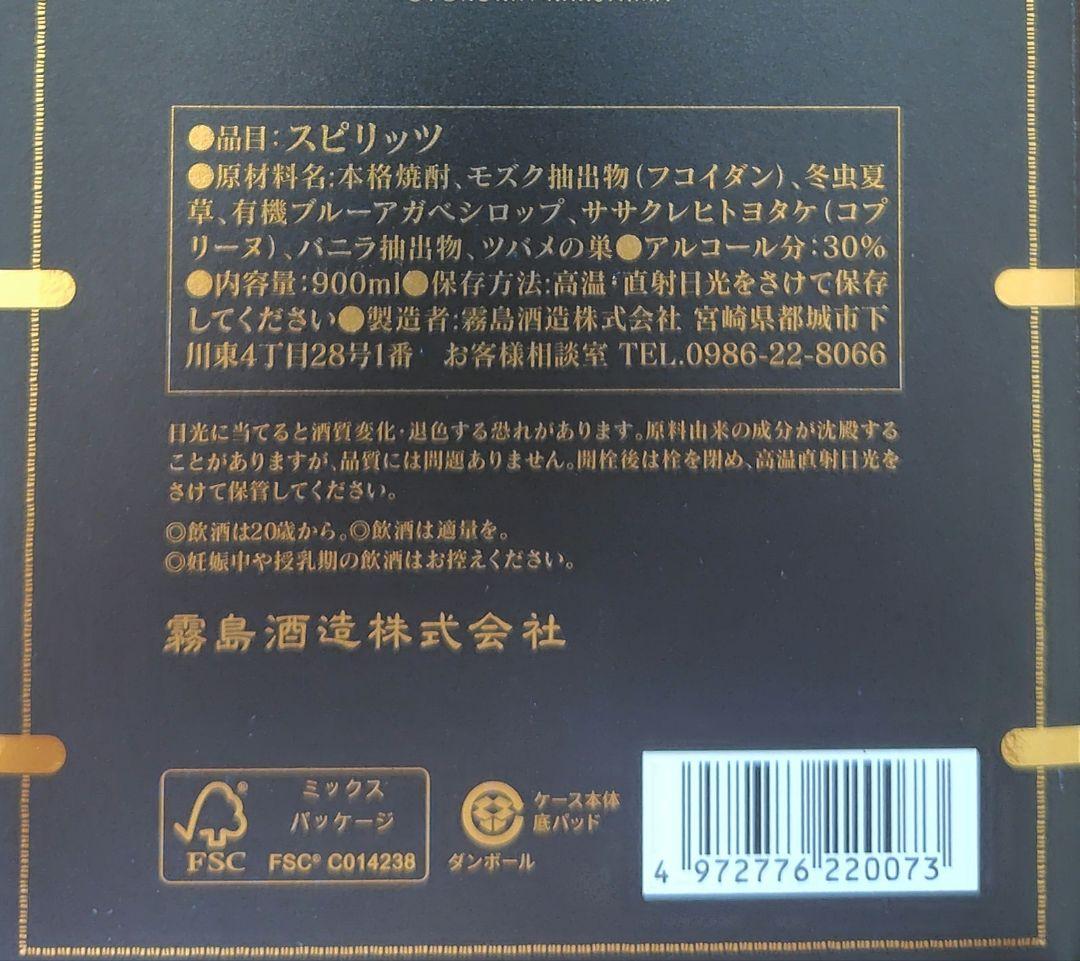 ●品目:スピリッツ
●原材料名:本格焼酎、モズク抽出物(フコイダン)、冬虫夏
草、有機ブルーアガベシロップ、ササクレヒトヨタケ(コプ
リーヌ)、バニラ抽出物、ツバメの巣●アルコール分:30%
●内容量:900ml●保存方法:高温・直射日光をさけて保存
してください●製造者:霧島酒造株式会社 宮崎県都城市下
川東4丁目28号1番 お客様相談室 TEL.0986-22-8066
日光に当てると酒質変化・退色する恐れがあります。原料由来の成分が沈殿する
ことがありますが、品質には問題ありません。開栓後は栓を閉め、高温直射日光を
さけて保管してください。
◎飲酒は20歳から。◎飲酒は適量を。
◎妊娠中や授乳期の飲酒はお控えください。
霧島酒造株式会社
FSC®
ミックス
パッケージ
FSC® C014238
ダンボール
ケース本体
底パッド
4 972776 220073